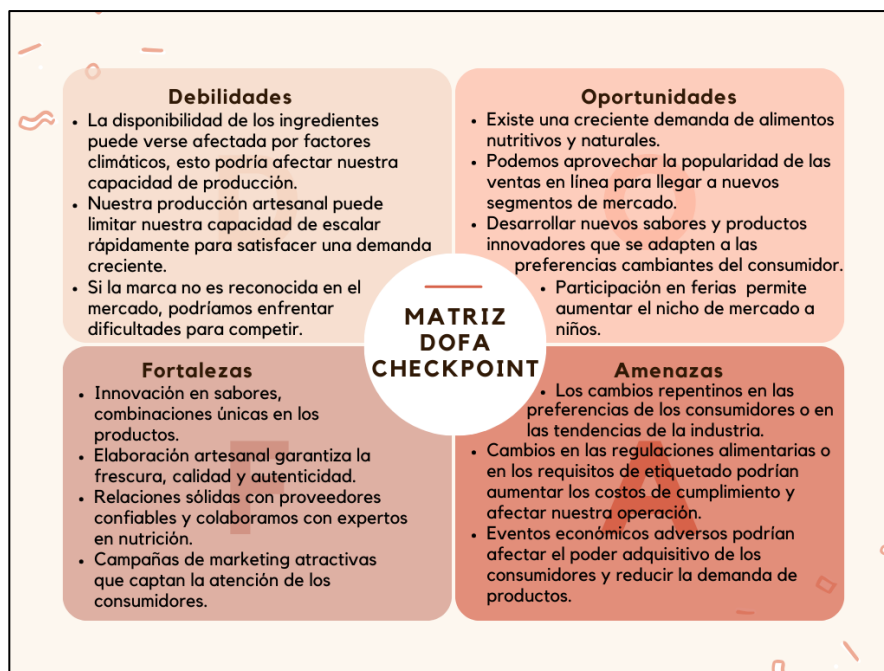 Debilidades
• La disponibilidad de los ingredientes
puede verse afectada por factores
climáticos, esto podría afectar nuestra
capacidad de producción.
• Nuestra producción artesanal puede
limitar nuestra capacidad de escalar
rápidamente para satisfacer una demanda
creciente.
• Si la marca no es reconocida en el
mercado, podríamos enfrentar
dificultades para competir.
Oportunidades
• Existe una creciente demanda de alimentos
nutritivos y naturales.
• Podemos aprovechar la popularidad de las
ventas en línea para llegar a nuevos
segmentos de mercado.
• Desarrollar nuevos sabores y productos
innovadores que se adapten a las
preferencias cambiantes del consumidor.
• Participación en ferias permite
aumentar el nicho de mercado a
niños.
MATRIZ
DOFA
CHECKPOINT
Fortalezas
• Innovación en sabores,
combinaciones únicas en los
productos.
• Elaboración artesanal garantiza la
frescura, calidad y autenticidad.
• Relaciones sólidas con proveedores
confiables y colaboramos con expertos
en nutrición.
• Campañas de marketing atractivas
que captan la atención de los
consumidores.
F
Amenazas
• Los cambios repentinos en las
preferencias de los consumidores o en
las tendencias de la industria.
• Cambios en las regulaciones alimentarias o
en los requisitos de etiquetado podrían
aumentar los costos de cumplimiento y
afectar nuestra operación.
• Eventos económicos adversos podrían
afectar el poder adquisitivo de los
consumidores y reducir la demanda de
productos.
A
D
O